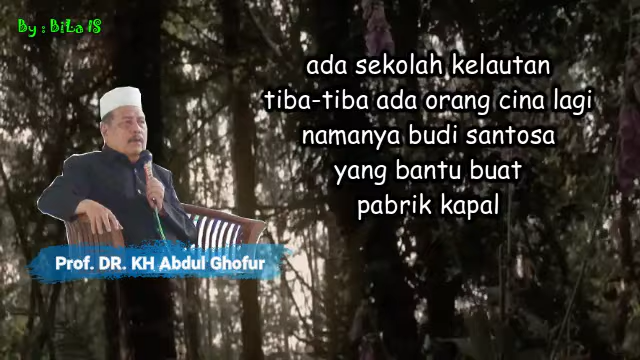 By : BiLa IS
ada sekolah kelautan
tiba-tiba ada orang cina lagi
namanya budi santosa
yang bantu buat
pabrik kapal
Prof. DR. KH Abdul Ghofur